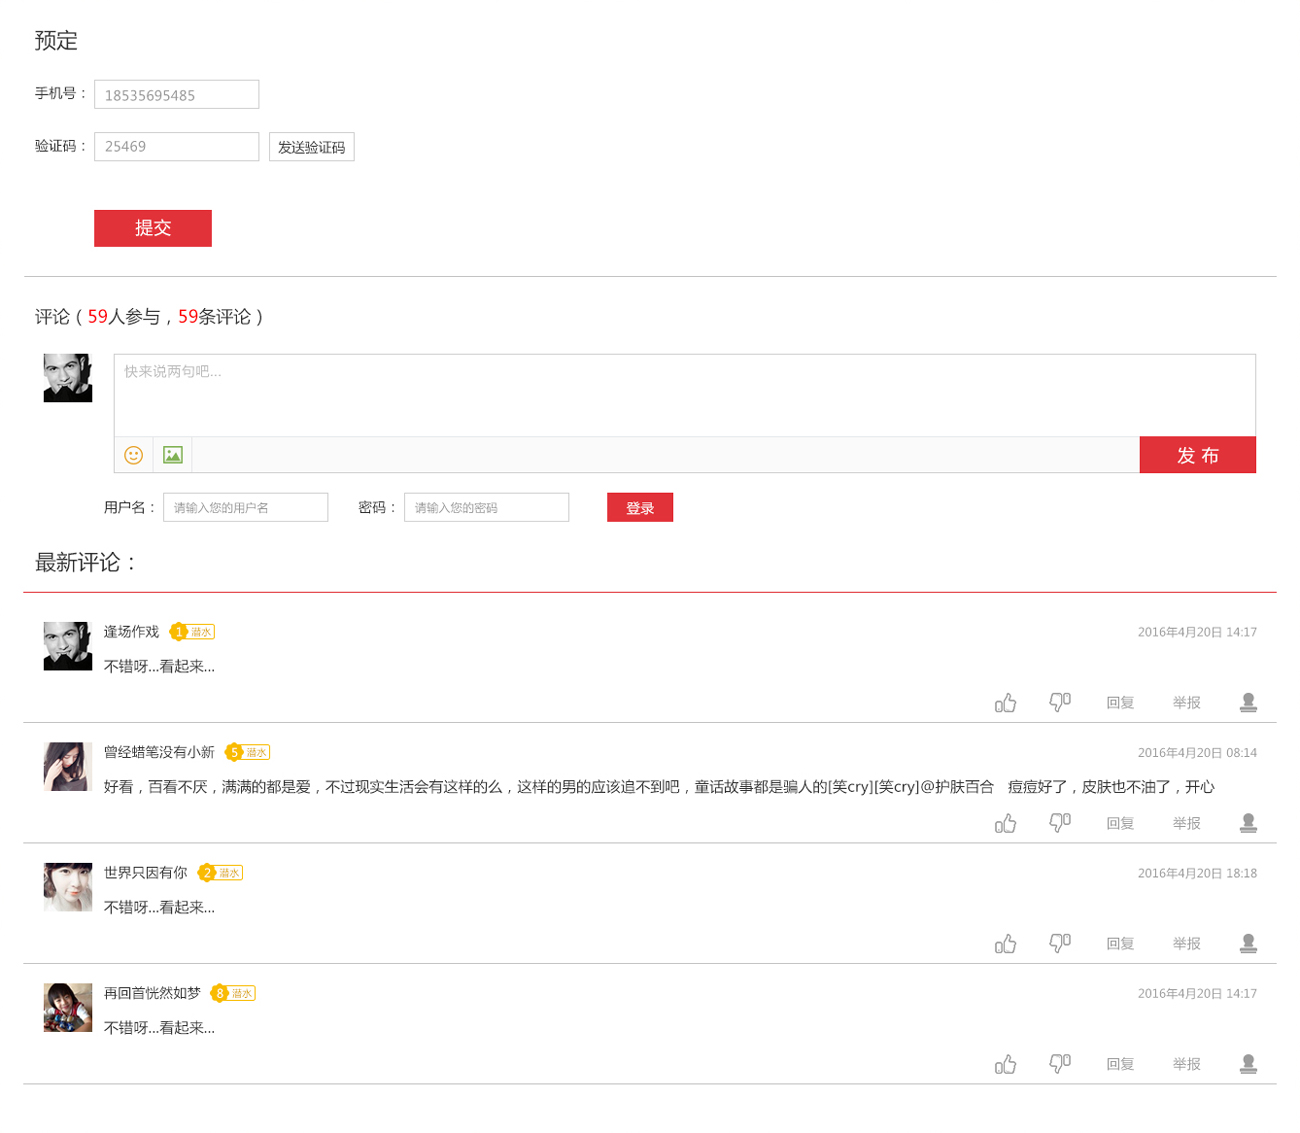 预定
手机号： 18535695485
验证码： 25469 发送验证码
提交
评论（59人参与，59条评论）
快来说两句吧...
发 布
用户名： 请输入您的用户名 密码： 请输入您的密码 登录
最新评论：
逢场作戏 1 潜水 2016年4月20日 14:17
不错呀...看起来...
回复 举报
曾经蜡笔没有小新 5 潜水 2016年4月20日 08:14
好看，百看不厌，满满的都是爱，不过现实生活会有这样的么，这样的男的应该追不到吧，童话故事都是骗人的[笑cry][笑cry]@护肤百合 痘痘好了，皮肤也不油了，开心
回复 举报
世界只因有你 2 潜水 2016年4月20日 18:18
不错呀...看起来...
回复 举报
再回首恍然如梦 8 潜水 2016年4月20日 14:17
不错呀...看起来...
回复 举报